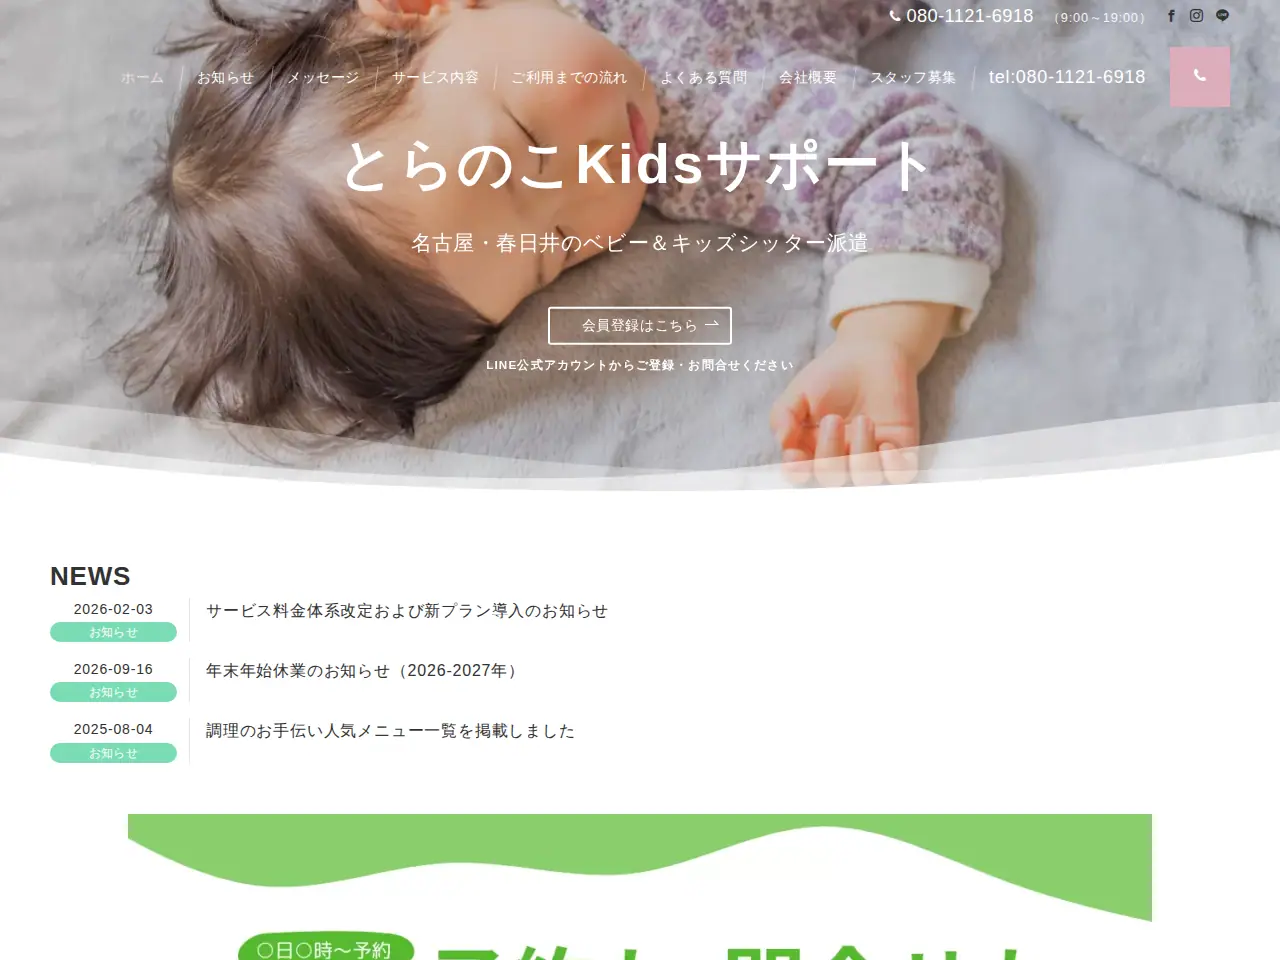 080-1121-6918 （9:00～19:00）
ホーム お知らせ メッセージ サービス内容 ご利用までの流れ よくある質問 会社概要 スタッフ募集 tel:080-1121-6918
とらのこKidsサポート
名古屋・春日井のベビー＆キッズシッター派遣
会員登録はこちら
LINE公式アカウントからご登録・お問合せください
NEWS
2026-02-03
お知らせ
サービス料金体系改定および新プラン導入のお知らせ
2026-09-16
お知らせ
年末年始休業のお知らせ（2026-2027年）
2025-08-04
お知らせ
調理のお手伝い人気メニュー一覧を掲載しました
〇日〇時～予約